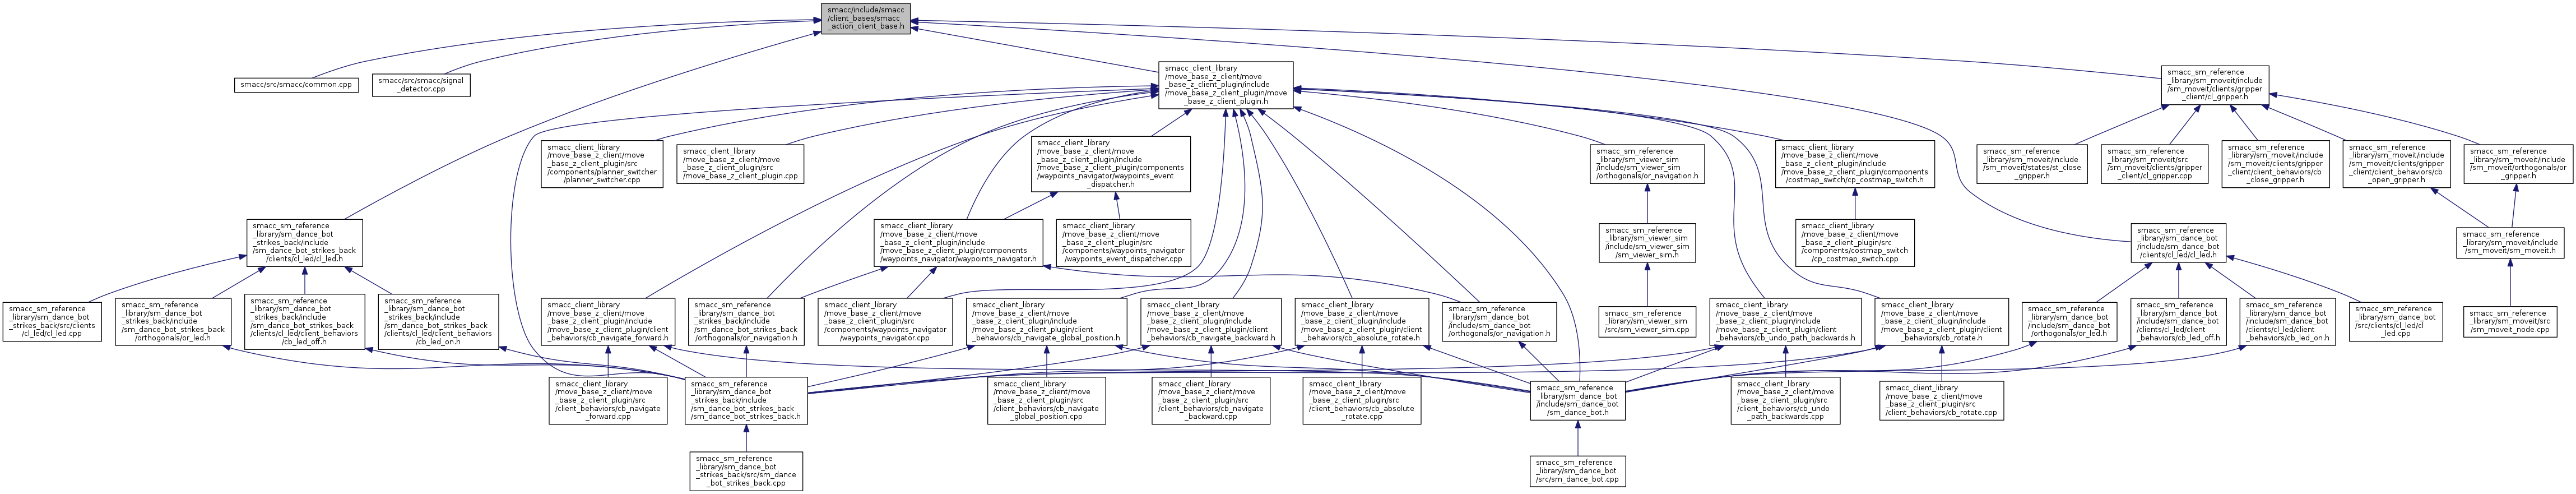 smacc/include/smacc
/client_bases/smacc
_action_client_base.h
smacc/src/smacc/common.cpp
smacc/src/smacc/signal
_detector.cpp
smacc_client_library
/move_base_z_client/move
_base_z_client_plugin/include
/move_base_z_client_plugin/move
_base_z_client_plugin.h
smacc_sm_reference
_library/sm_moveit/include
/sm_moveit/clients/gripper
_client/cl_gripper.h
smacc_client_library
/move_base_z_client/move
_base_z_client_plugin/src
/components/planner_switcher
/planner_switcher.cpp
smacc_client_library
/move_base_z_client/move
_base_z_client_plugin/src
/move_base_z_client_plugin.cpp
smacc_client_library
/move_base_z_client/move
_base_z_client_plugin/include
/move_base_z_client_plugin/components
/waypoints_navigator/waypoints_event
_dispatcher.h
smacc_sm_reference
_library/sm_viewer_sim
/include/sm_viewer_sim
/orthogonals/or_navigation.h
smacc_client_library
/move_base_z_client/move
_base_z_client_plugin/include
/move_base_z_client_plugin/components
/costmap_switch/cp_costmap_switch.h
smacc_sm_reference
_library/sm_moveit/include
/sm_moveit/states/st_close
_gripper.h
smacc_sm_reference
_library/sm_moveit/src
/sm_moveit/clients/gripper
_client/cl_gripper.cpp
smacc_sm_reference
_library/sm_moveit/include
/sm_moveit/clients/gripper
_client/client_behaviors/cb
_close_gripper.h
smacc_sm_reference
_library/sm_moveit/include
/sm_moveit/clients/gripper
_client/client_behaviors/cb
_open_gripper.h
smacc_sm_reference
_library/sm_moveit/include
/sm_moveit/orthogonals/or
_gripper.h
smacc_sm_reference
_library/sm_dance_bot
_strikes_back/include
/sm_dance_bot_strikes_back
/clients/cl_led/cl_led.h
smacc_client_library
/move_base_z_client/move
_base_z_client_plugin/include
/move_base_z_client_plugin/components
/waypoints_navigator/waypoints_navigator.h
smacc_client_library
/move_base_z_client/move
_base_z_client_plugin/src
/components/waypoints_navigator
/waypoints_event_dispatcher.cpp
smacc_sm_reference
_library/sm_viewer_sim
/include/sm_viewer_sim
/sm_viewer_sim.h
smacc_client_library
/move_base_z_client/move
_base_z_client_plugin/src
/components/costmap_switch
/cp_costmap_switch.cpp
smacc_sm_reference
_library/sm_dance_bot
/include/sm_dance_bot
/clients/cl_led/cl_led.h
smacc_sm_reference
_library/sm_moveit/include
/sm_moveit/sm_moveit.h
smacc_sm_reference
_library/sm_dance_bot
_strikes_back/src/clients
/cl_led/cl_led.cpp
smacc_sm_reference
_library/sm_dance_bot
_strikes_back/include
/sm_dance_bot_strikes_back
/orthogonals/or_led.h
smacc_sm_reference
_library/sm_dance_bot
_strikes_back/include
/sm_dance_bot_strikes_back
/clients/cl_led/client_behaviors
/cb_led_off.h
smacc_sm_reference
_library/sm_dance_bot
_strikes_back/include
/sm_dance_bot_strikes_back
/clients/cl_led/client_behaviors
/cb_led_on.h
smacc_client_library
/move_base_z_client/move
_base_z_client_plugin/include
/move_base_z_client_plugin/client
_behaviors/cb_navigate_forward.h
smacc_sm_reference
_library/sm_dance_bot
_strikes_back/include
/sm_dance_bot_strikes_back
/orthogonals/or_navigation.h
smacc_client_library
/move_base_z_client/move
_base_z_client_plugin/src
/components/waypoints_navigator
/waypoints_navigator.cpp
smacc_client_library
/move_base_z_client/move
_base_z_client_plugin/include
/move_base_z_client_plugin/client
_behaviors/cb_navigate_global_position.h
smacc_client_library
/move_base_z_client/move
_base_z_client_plugin/include
/move_base_z_client_plugin/client
_behaviors/cb_navigate_backward.h
smacc_client_library
/move_base_z_client/move
_base_z_client_plugin/include
/move_base_z_client_plugin/client
_behaviors/cb_absolute_rotate.h
smacc_sm_reference
_library/sm_dance_bot
/include/sm_dance_bot
/orthogonals/or_navigation.h
smacc_sm_reference
_library/sm_viewer_sim
/src/sm_viewer_sim.cpp
smacc_client_library
/move_base_z_client/move
_base_z_client_plugin/include
/move_base_z_client_plugin/client
_behaviors/cb_undo_path_backwards.h
smacc_client_library
/move_base_z_client/move
_base_z_client_plugin/include
/move_base_z_client_plugin/client
_behaviors/cb_rotate.h
smacc_sm_reference
_library/sm_dance_bot
/include/sm_dance_bot
/orthogonals/or_led.h
smacc_sm_reference
_library/sm_dance_bot
/include/sm_dance_bot
/clients/cl_led/client
_behaviors/cb_led_off.h
smacc_sm_reference
_library/sm_dance_bot
/include/sm_dance_bot
/clients/cl_led/client
_behaviors/cb_led_on.h
smacc_sm_reference
_library/sm_dance_bot
/src/clients/cl_led/cl
_led.cpp
smacc_sm_reference
_library/sm_moveit/src
/sm_moveit_node.cpp
smacc_client_library
/move_base_z_client/move
_base_z_client_plugin/src
/client_behaviors/cb_navigate
_forward.cpp
smacc_sm_reference
_library/sm_dance_bot
_strikes_back/include
/sm_dance_bot_strikes_back
/sm_dance_bot_strikes_back.h
smacc_client_library
/move_base_z_client/move
_base_z_client_plugin/src
/client_behaviors/cb_navigate
_global_position.cpp
smacc_client_library
/move_base_z_client/move
_base_z_client_plugin/src
/client_behaviors/cb_navigate
_backward.cpp
smacc_client_library
/move_base_z_client/move
_base_z_client_plugin/src
/client_behaviors/cb_absolute
_rotate.cpp
smacc_sm_reference
_library/sm_dance_bot
/include/sm_dance_bot
/sm_dance_bot.h
smacc_client_library
/move_base_z_client/move
_base_z_client_plugin/src
/client_behaviors/cb_undo
_path_backwards.cpp
smacc_client_library
/move_base_z_client/move
_base_z_client_plugin/src
/client_behaviors/cb_rotate.cpp
smacc_sm_reference
_library/sm_dance_bot
_strikes_back/src/sm_dance
_bot_strikes_back.cpp
smacc_sm_reference
_library/sm_dance_bot
/src/sm_dance_bot.cpp